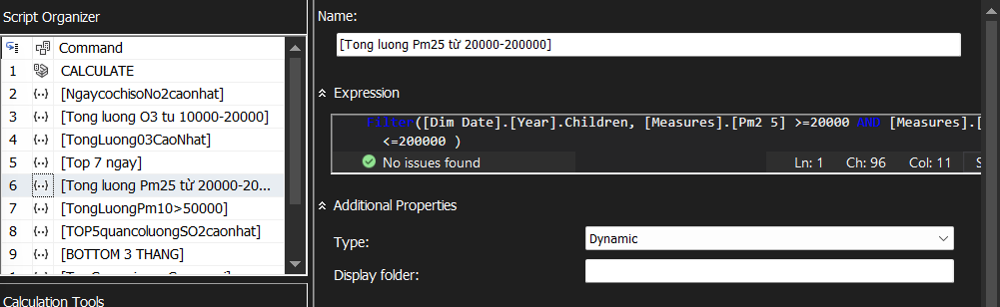 Script Organizer
Command
1 CALCULATE
2 [NgaycochisoNo2caonhat]
3 [Tong luong O3 tu 10000-20000]
4 [TongLuong03CaoNhat]
5 [Top 7 ngay]
6 [Tong luong Pm25 từ 20000-20...
7 [TongLuongPm10>50000]
8 [TOP5quancoluongSO2caonhat]
9 [BOTTOM 3 THANG]
Calculation Tools
Name:
[Tong luong Pm25 từ 20000-200000]
Expression
Filter([Dim Date].[Year].Children, [Measures].[Pm2 5] >=20000 AND [Measures].[
<=200000 )
No issues found Ln: 1 Ch: 96 Col: 11 S
Additional Properties
Type: Dynamic
Display folder: